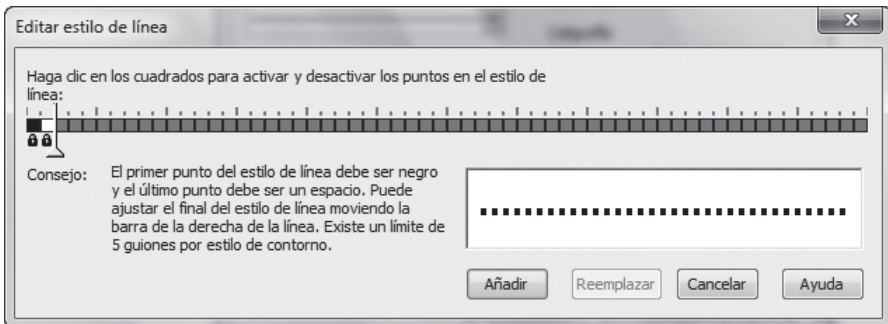 Editar estilo de línea
Haga clic en los cuadrados para activar y desactivar los puntos en el estilo de
línea:
Consejo:
El primer punto del estilo de línea debe ser negro
y el último punto debe ser un espacio. Puede
ajustar el final del estilo de línea moviendo la
barra de la derecha de la línea. Existe un límite de
5 guiones por estilo de contorno.
Añadir
Reemplazar
Cancelar
Ayuda